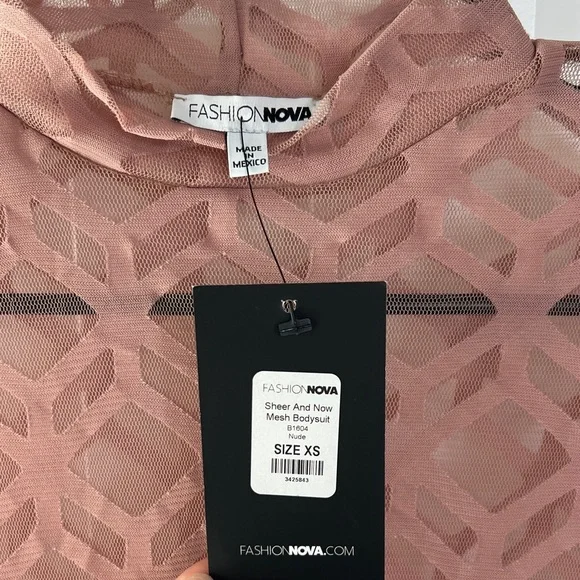 FASHIONNOVA
MADE
IN
MEXICO
FASHIONNOVA
Sheer And Now
Mesh Bodysuit
B1604
Nude
SIZE XS
3425843
FASHIONNOVA.COM